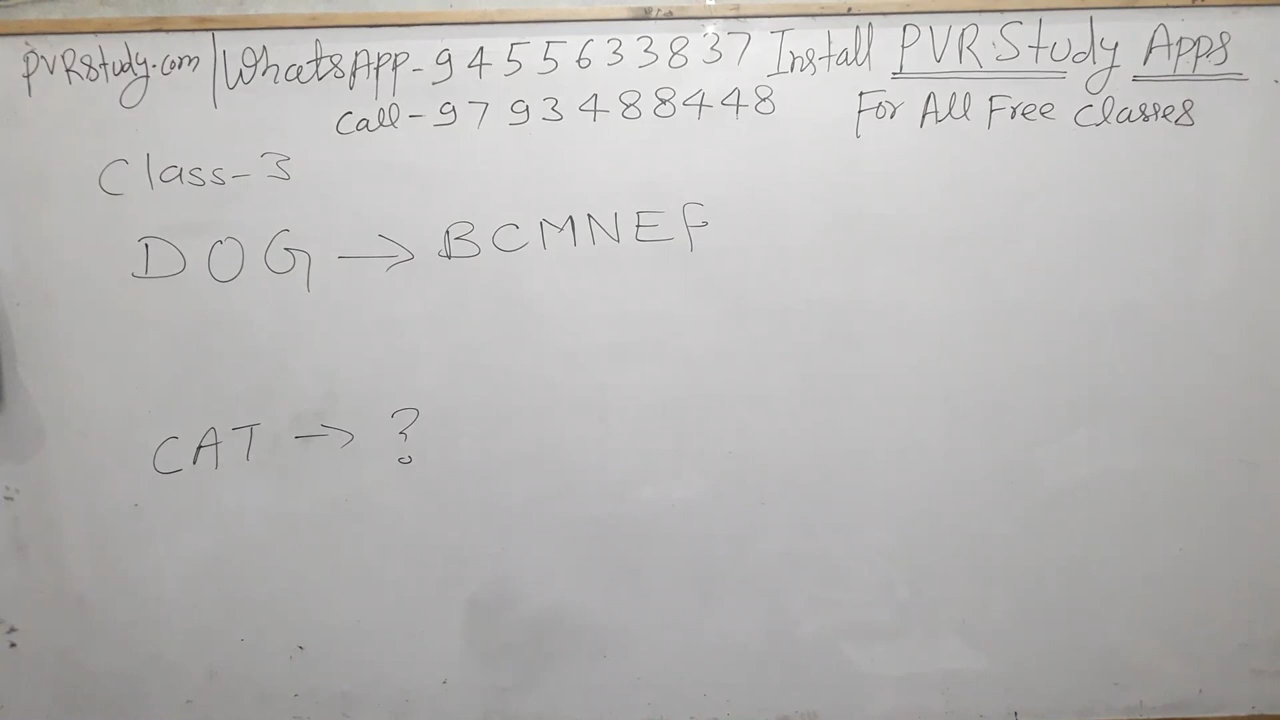 PVRstudy.com | WhatsApp-9455633837 Install PVR.Study Apps
call-9793488448 For All Free Classes
Class-3
DOG → BCMNEF
CAT → ?